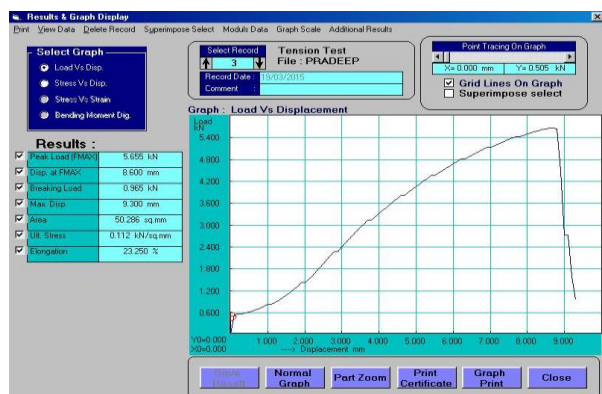 Results & Graph Display
Print View Data Delete Record Superimpose Select Moduls Data Graph Scale Additional Results
Select Graph
Load Vs Disp.
Stress Vs Disp.
Stress Vs Strain
Bending Moment Dig.
Select Record
3
Tension Test
File : PRADEEP
Record Date : 19/03/2015
Comment :
Point Tracing On Graph
X= 0.000 mm Y= 0.505 kN
Grid Lines On Graph
Superimpose select
Results :
Peak Load (FMAX) 5.655 kN
Disp. at FMAX 8.600 mm
Breaking Load 0.965 kN
Max. Disp. 9.300 mm
Area 50.286 sq.mm
Ult. Stress 0.112 kN/sq.mm
Elongation 23.250 %
Graph : Load Vs Displacement
Load
kN
5.400
4.800
4.200
3.600
3.000
2.400
1.800
1.200
0.600
Y0=0.000
X0=0.000
1.000 2.000 3.000 4.000 5.000 6.000 7.000 8.000 9.000
----> Displacement mm
Save Result
Normal Graph
Part Zoom
Print Certificate
Graph Print
Close